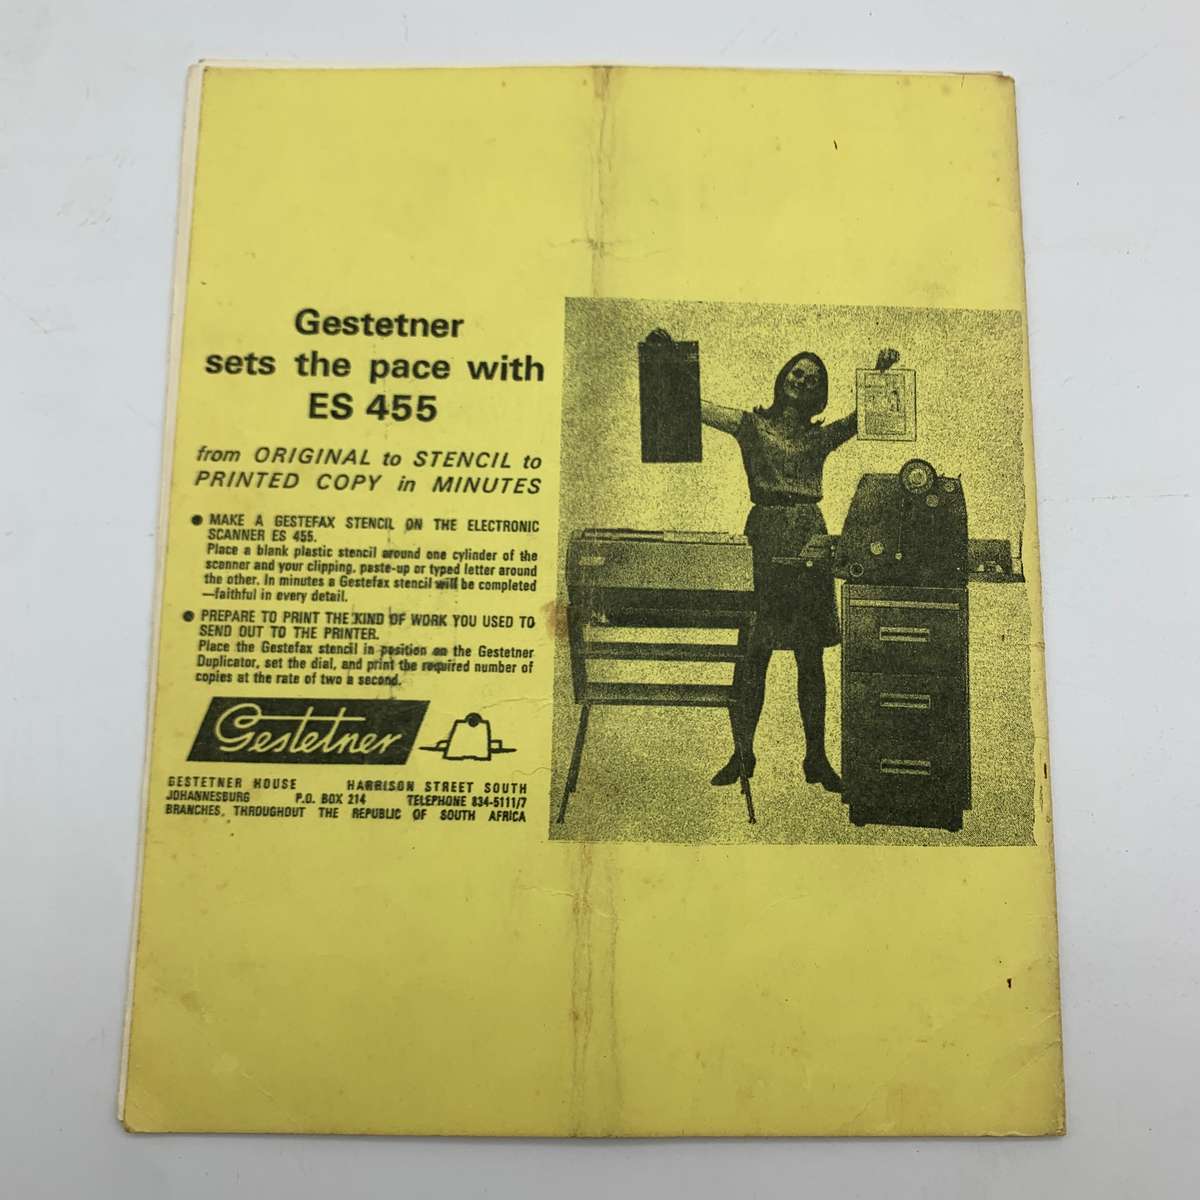 Gestetner
sets the pace with
ES 455
from ORIGINAL to STENCIL to
PRINTED COPY in MINUTES
● MAKE A GESTEFAX STENCIL ON THE ELECTRONIC
SCANNER ES 455.
Place a blank plastic stencil around one cylinder of the
scanner and your clipping, paste-up or typed letter around
the other. In minutes a Gestefax stencil will be completed
—faithful in every detail.
● PREPARE TO PRINT THE KIND OF WORK YOU USED TO
SEND OUT TO THE PRINTER.
Place the Gestefax stencil in position on the Gestetner
Duplicator, set the dial, and print the required number of
copies at the rate of two a second.
Gestetner
GESTETNER HOUSE HARRISON STREET SOUTH
JOHANNESBURG P.O. BOX 214 TELEPHONE 834-5111/7
BRANCHES, THROUGHOUT THE REPUBLIC OF SOUTH AFRICA